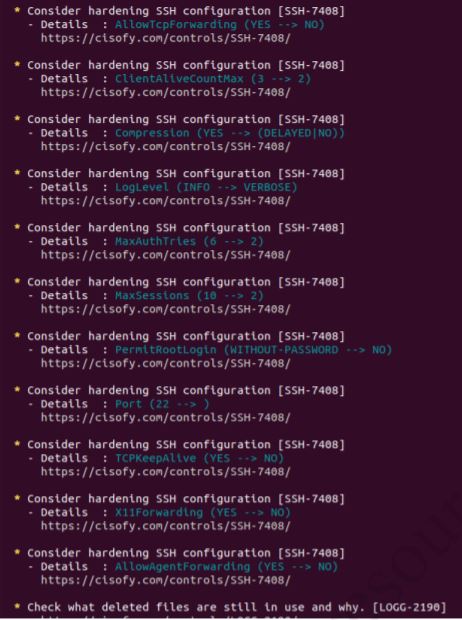 * Consider hardening SSH configuration [SSH-7408]
- Details : AllowTcpForwarding (YES --> NO)
https://cisofy.com/controls/SSH-7408/
* Consider hardening SSH configuration [SSH-7408]
- Details : ClientAliveCountMax (3 --> 2)
https://cisofy.com/controls/SSH-7408/
* Consider hardening SSH configuration [SSH-7408]
- Details : Compression (YES --> (DELAYED|NO))
https://cisofy.com/controls/SSH-7408/
* Consider hardening SSH configuration [SSH-7408]
- Details : LogLevel (INFO --> VERBOSE)
https://cisofy.com/controls/SSH-7408/
* Consider hardening SSH configuration [SSH-7408]
- Details : MaxAuthTries (6 --> 2)
https://cisofy.com/controls/SSH-7408/
* Consider hardening SSH configuration [SSH-7408]
- Details : MaxSessions (10 --> 2)
https://cisofy.com/controls/SSH-7408/
* Consider hardening SSH configuration [SSH-7408]
- Details : PermitRootLogin (WITHOUT-PASSWORD --> NO)
https://cisofy.com/controls/SSH-7408/
* Consider hardening SSH configuration [SSH-7408]
- Details : Port (22 --> )
https://cisofy.com/controls/SSH-7408/
* Consider hardening SSH configuration [SSH-7408]
- Details : TCPKeepAlive (YES --> NO)
https://cisofy.com/controls/SSH-7408/
* Consider hardening SSH configuration [SSH-7408]
- Details : X11Forwarding (YES --> NO)
https://cisofy.com/controls/SSH-7408/
* Consider hardening SSH configuration [SSH-7408]
- Details : AllowAgentForwarding (YES --> NO)
https://cisofy.com/controls/SSH-7408/
* Check what deleted files are still in use and why. [LOGG-2190]